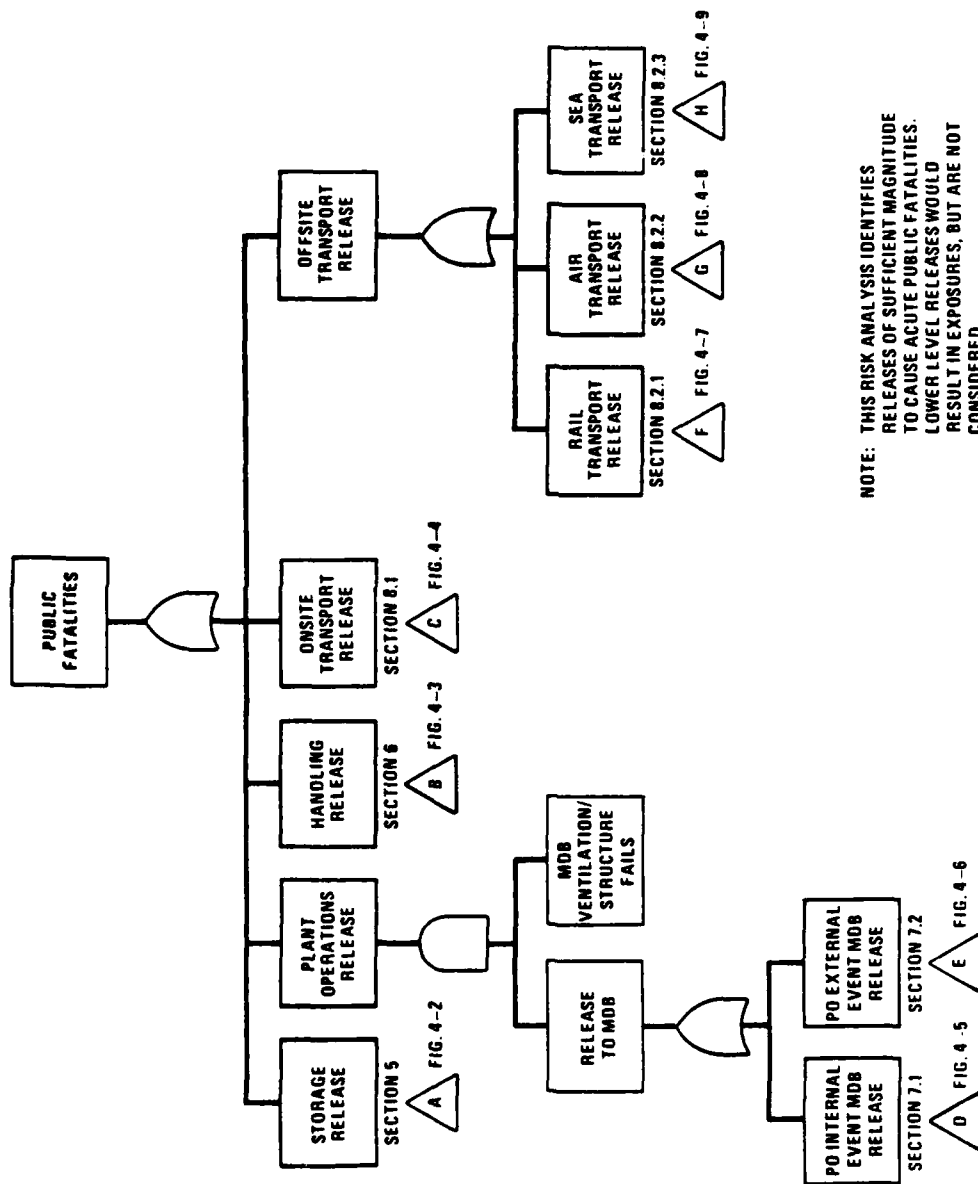 PUBLIC
FATALITIES
STORAGE
RELEASE
SECTION 5
A
FIG. 4-2
PLANT
OPERATIONS
RELEASE
HANDLING
RELEASE
SECTION 6
B
FIG. 4-3
ONSITE
TRANSPORT
RELEASE
SECTION 8.1
C
FIG. 4-4
OFFSITE
TRANSPORT
RELEASE
RELEASE
TO MDB
MDB
VENTILATION/
STRUCTURE
FAILS
RAIL
TRANSPORT
RELEASE
SECTION 8.2.1
F
FIG. 4-7
AIR
TRANSPORT
RELEASE
SECTION 8.2.2
G
FIG. 4-8
SEA
TRANSPORT
RELEASE
SECTION 8.2.3
H
FIG. 4-9
PO INTERNAL
EVENT MDB
RELEASE
SECTION 7.1
D
FIG. 4-5
PO EXTERNAL
EVENT MDB
RELEASE
SECTION 7.2
E
FIG. 4-6
NOTE: THIS RISK ANALYSIS IDENTIFIES
RELEASES OF SUFFICIENT MAGNITUDE
TO CAUSE ACUTE PUBLIC FATALITIES.
LOWER LEVEL RELEASES WOULD
RESULT IN EXPOSURES, BUT ARE NOT
CONSIDERED